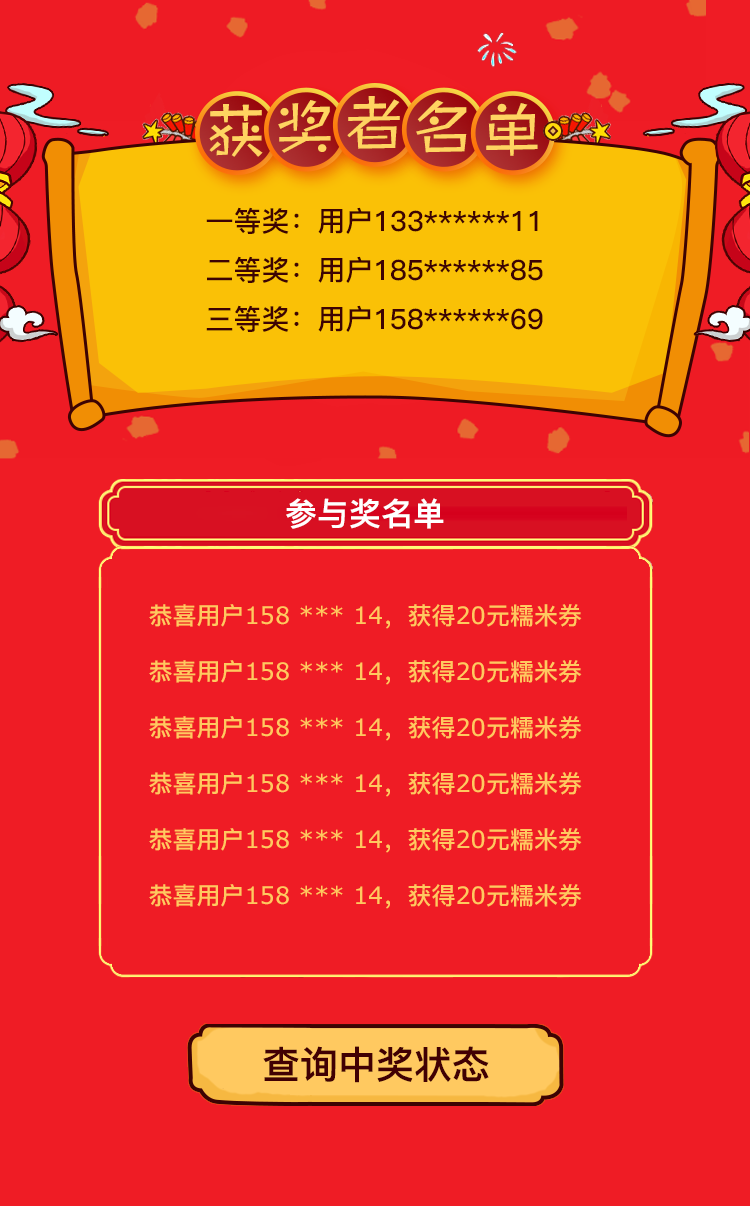 获奖者名单
一等奖：用户133******11
二等奖：用户185******85
三等奖：用户158******69
参与奖名单
恭喜用户158 *** 14，获得20元糯米券
恭喜用户158 *** 14，获得20元糯米券
恭喜用户158 *** 14，获得20元糯米券
恭喜用户158 *** 14，获得20元糯米券
恭喜用户158 *** 14，获得20元糯米券
恭喜用户158 *** 14，获得20元糯米券
查询中奖状态